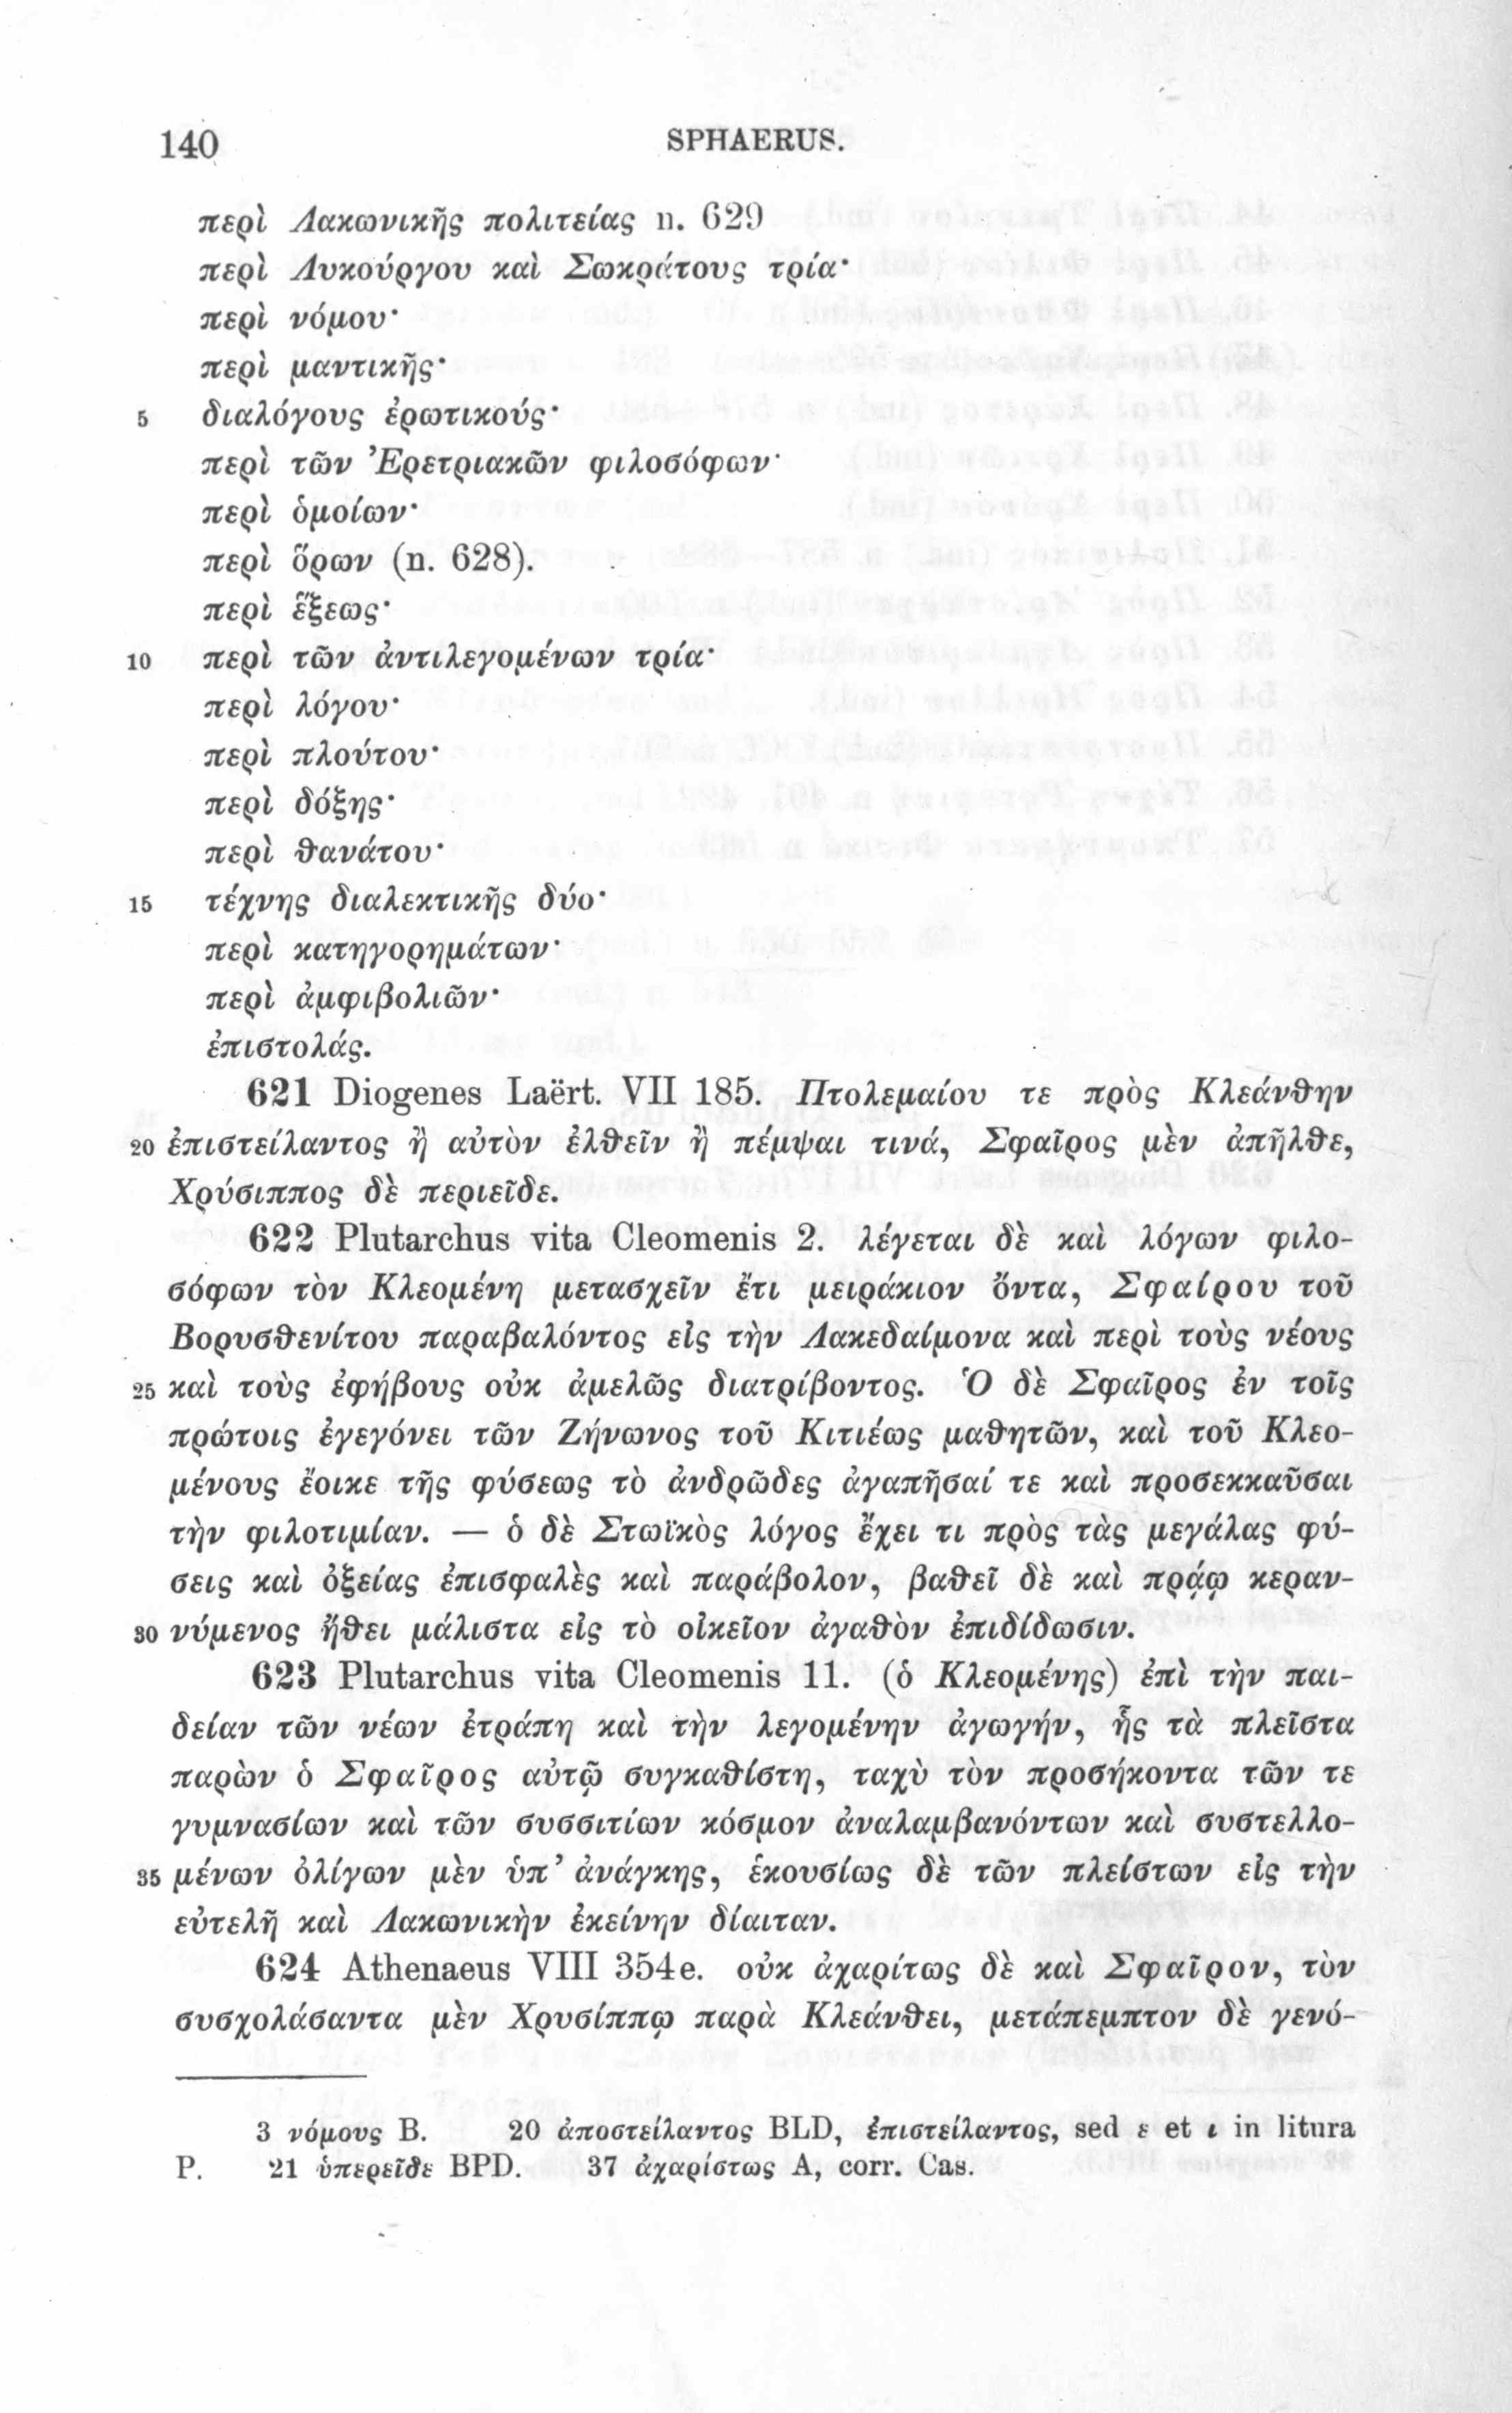 140
SPHAERUS.
περὶ Λακωνικῆς πολιτείας n. 629
περὶ Λυκούργου καὶ Σωκράτους τρία·
περὶ νόμου·
περὶ μαντικῆς·
5 διαλόγους ἐρωτικούς·
περὶ τῶν Ἐρετριακῶν φιλοσόφων·
περὶ ὁμοίων·
περὶ ὅρων (n. 628).
περὶ ἕξεως·
10 περὶ τῶν ἀντιλεγομένων τρία·
περὶ λόγου·
περὶ πλούτου·
περὶ δόξης·
περὶ θανάτου·
15 τέχνης διαλεκτικῆς δύο·
περὶ κατηγορημάτων·
περὶ ἀμφιβολιῶν·
ἐπιστολάς.
621 Diogenes Laërt. VII 185. Πτολεμαίου τε πρὸς Κλεάνθην
20 ἐπιστείλαντος ἢ αὐτὸν ἐλθεῖν ἢ πέμψαι τινά, Σφαῖρος μὲν ἀπῆλθε,
Χρύσιππος δὲ περιεῖδε.
622 Plutarchus vita Cleomenis 2. λέγεται δὲ καὶ λόγων φιλο-
σόφων τὸν Κλεομένη μετασχεῖν ἔτι μειράκιον ὄντα, Σφαίρου τοῦ
Βορυσθενίτου παραβαλόντος εἰς τὴν Λακεδαίμονα καὶ περὶ τοὺς νέους
25 καὶ τοὺς ἐφήβους οὐκ ἀμελῶς διατρίβοντος. Ὁ δὲ Σφαῖρος ἐν τοῖς
πρώτοις ἐγεγόνει τῶν Ζήνωνος τοῦ Κιτιέως μαθητῶν, καὶ τοῦ Κλεο-
μένους ἔοικε τῆς φύσεως τὸ ἀνδρῶδες ἀγαπῆσαί τε καὶ προσεκκαῦσαι
τὴν φιλοτιμίαν. — ὁ δὲ Στωϊκὸς λόγος ἔχει τι πρὸς τὰς μεγάλας φύ-
σεις καὶ ὀξείας ἐπισφαλὲς καὶ παράβολον, βαθεῖ δὲ καὶ πρᾴῳ κεραν-
30 νύμενος ἤθει μάλιστα εἰς τὸ οἰκεῖον ἀγαθὸν ἐπιδίδωσιν.
623 Plutarchus vita Cleomenis 11. (ὁ Κλεομένης) ἐπὶ τὴν παι-
δείαν τῶν νέων ἐτράπη καὶ τὴν λεγομένην ἀγωγήν, ἧς τὰ πλεῖστα
παρὼν ὁ Σφαῖρος αὐτῷ συγκαθίστη, ταχὺ τὸν προσήκοντα τῶν τε
γυμνασίων καὶ τῶν συσσιτίων κόσμον ἀναλαμβανόντων καὶ συστελλο-
35 μένων ὀλίγων μὲν ὑπ’ ἀνάγκης, ἑκουσίως δὲ τῶν πλείστων εἰς τὴν
εὐτελῆ καὶ Λακωνικὴν ἐκείνην δίαιταν.
624 Athenaeus VIII 354e. οὐκ ἀχαρίτως δὲ καὶ Σφαῖρον, τὸν
συσχολάσαντα μὲν Χρυσίππῳ παρὰ Κλεάνθει, μετάπεμπτον δὲ γενό-
3 νόμους B. 20 ἀποστείλαντος BLD, ἐπιστείλαντος, sed ε et ι in litura
P. 21 ὑπερεῖδε BPD. 37 ἀχαρίστως A, corr. Cas.